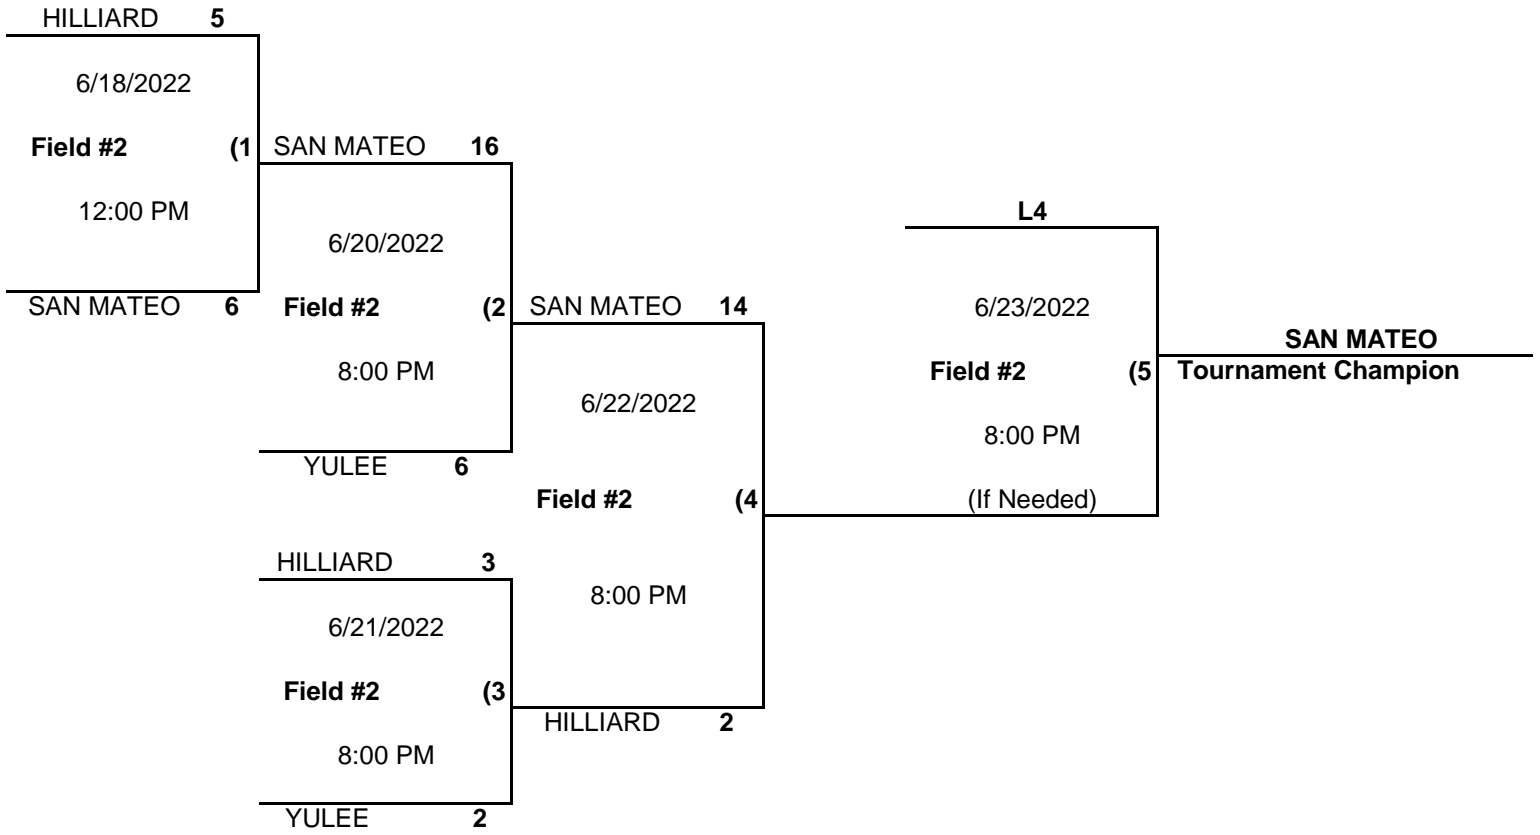 HILLIARD 5
6/18/2022
Field #2 (1
12:00 PM
SAN MATEO 6
SAN MATEO 16
6/20/2022
Field #2 (2
8:00 PM
YULEE 6
HILLIARD 3
6/21/2022
Field #2 (3
8:00 PM
YULEE 2
SAN MATEO 14
6/22/2022
Field #2 (4
8:00 PM
HILLIARD 2
L4
6/23/2022
Field #2 (5
8:00 PM
(If Needed)
SAN MATEO
Tournament Champion